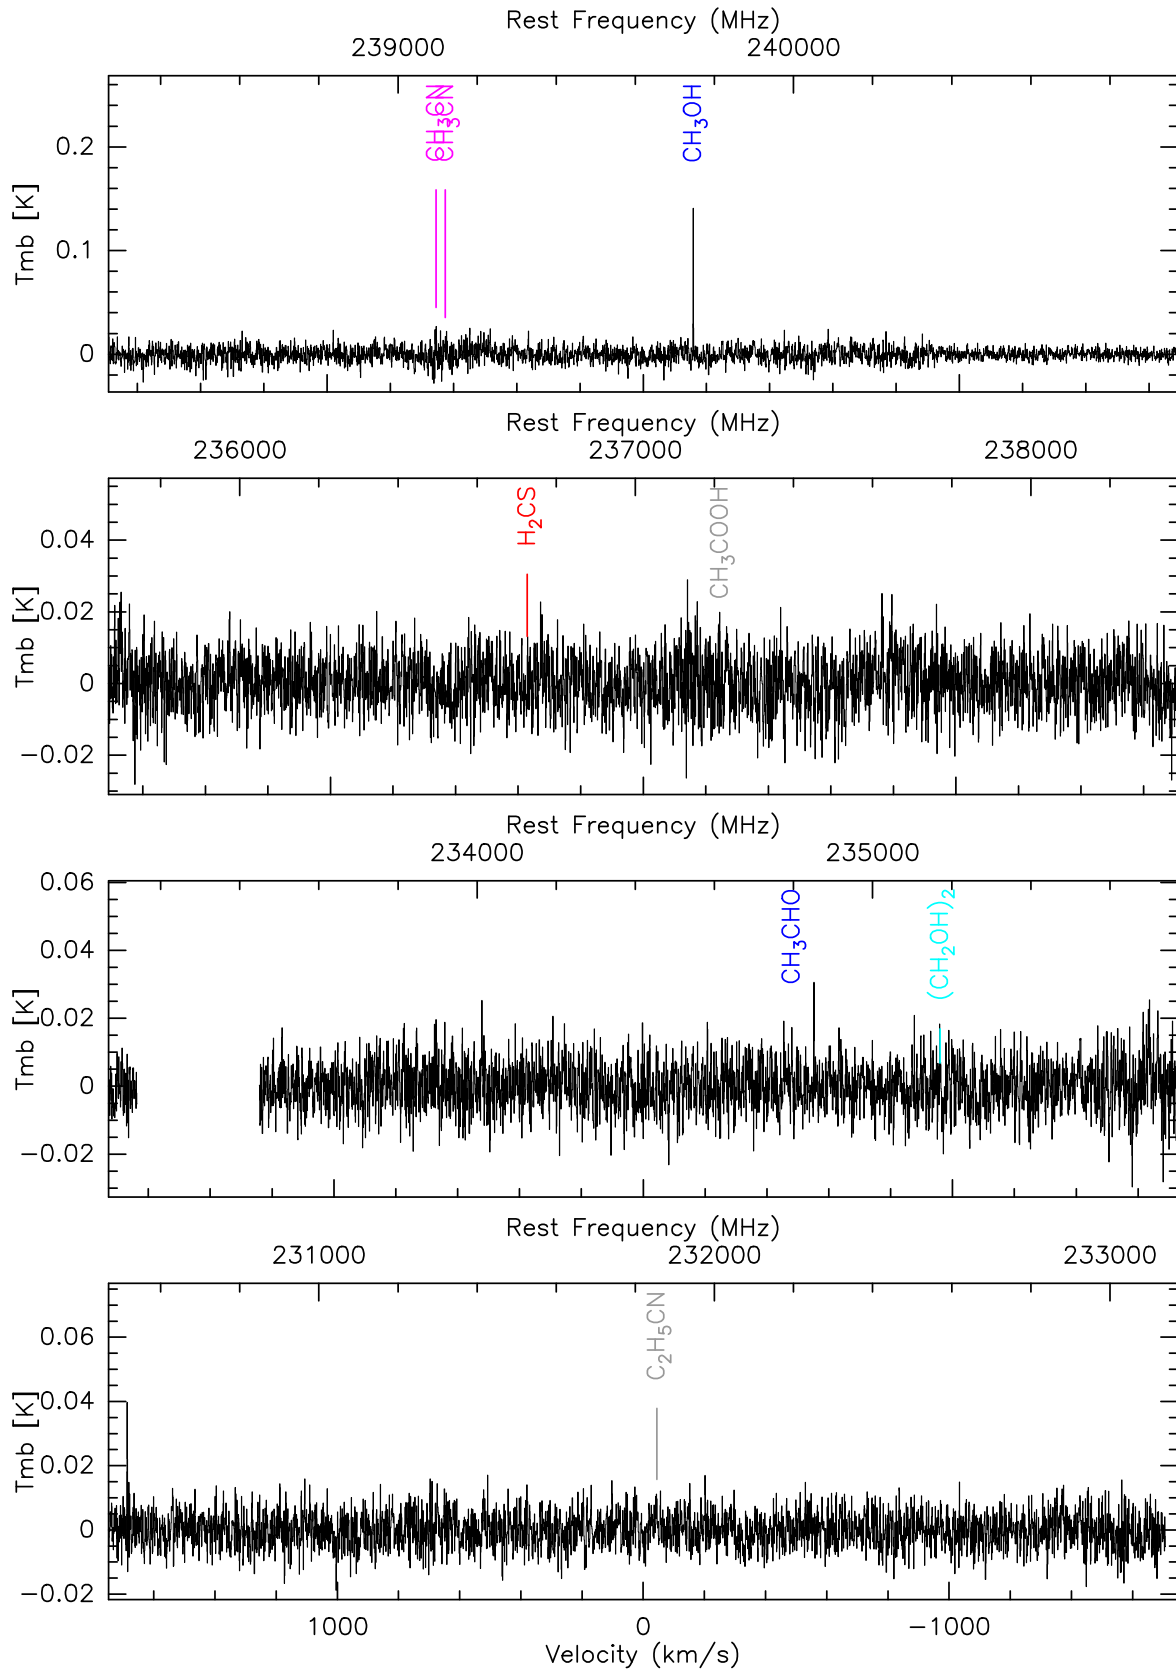 Rest Frequency (MHz)
239000 240000
CH₃CN CH₃CN CH₃OH
0.2
0.1
0
Tmb [K]
Rest Frequency (MHz)
236000 237000 238000
H₂CS CH₃COOH
0.04
0.02
0
−0.02
Tmb [K]
Rest Frequency (MHz)
234000 235000
CH₃CHO (CH₂OH)₂
0.06
0.04
0.02
0
−0.02
Tmb [K]
Rest Frequency (MHz)
231000 232000 233000
C₂H₅CN
0.06
0.04
0.02
0
−0.02
Tmb [K]
1000 0 −1000
Velocity (km/s)